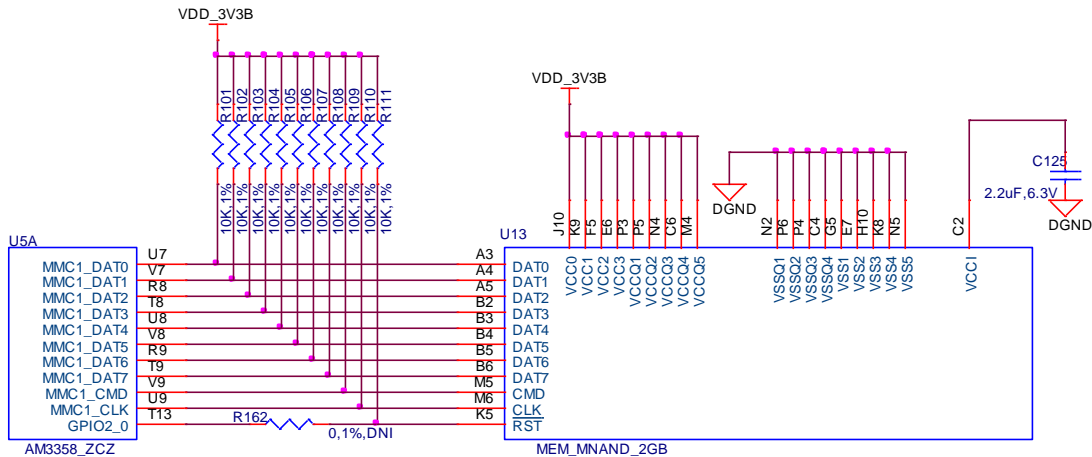 VDD_3V3B
R101
R102
R103
R104
R105
R106
R107
R108
R109
R110
R111
10K,1%
10K,1%
10K,1%
10K,1%
10K,1%
10K,1%
10K,1%
10K,1%
10K,1%
10K,1%
10K,1%
VDD_3V3B
DGND
C125
2.2uF,6.3V
DGND
J10
K9
F5
E6
P3
P5
N4
C6
M4
N2
P6
P4
C4
G5
E7
H10
K8
N5
C2
U5A
U13
VCC0
VCC1
VCC2
VCC3
VCCQ1
VCCQ2
VCCQ3
VCCQ4
VCCQ5
VSSQ1
VSSQ2
VSSQ3
VSSQ4
VSS1
VSS2
VSS3
VSS4
VSS5
VCCI
MMC1_DAT0 U7 A3 DAT0
MMC1_DAT1 V7 A4 DAT1
MMC1_DAT2 R8 A5 DAT2
MMC1_DAT3 T8 B2 DAT3
MMC1_DAT4 U8 B3 DAT4
MMC1_DAT5 V8 B4 DAT5
MMC1_DAT6 R9 B5 DAT6
MMC1_DAT7 T9 B6 DAT7
MMC1_CMD V9 M5 CMD
MMC1_CLK U9 M6 CLK
GPIO2_0 T13 R162 K5 RST
0,1%,DNI
AM3358_ZCZ
MEM_MNAND_2GB